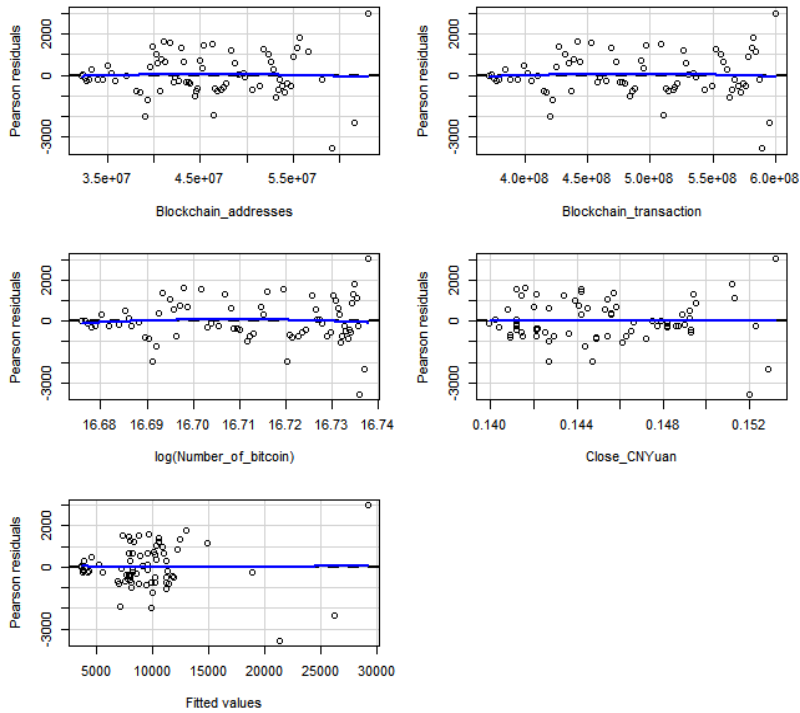 Pearson residuals
-3000 0 2000
3.5e+07 4.5e+07 5.5e+07
Blockchain_addresses
Pearson residuals
-3000 0 2000
4.0e+08 4.5e+08 5.0e+08 5.5e+08 6.0e+08
Blockchain_transaction
Pearson residuals
-3000 0 2000
16.68 16.69 16.70 16.71 16.72 16.73 16.74
log(Number_of_bitcoin)
Pearson residuals
-3000 0 2000
0.140 0.144 0.148 0.152
Close_CNYuan
Pearson residuals
-3000 0 2000
5000 10000 15000 20000 25000 30000
Fitted values